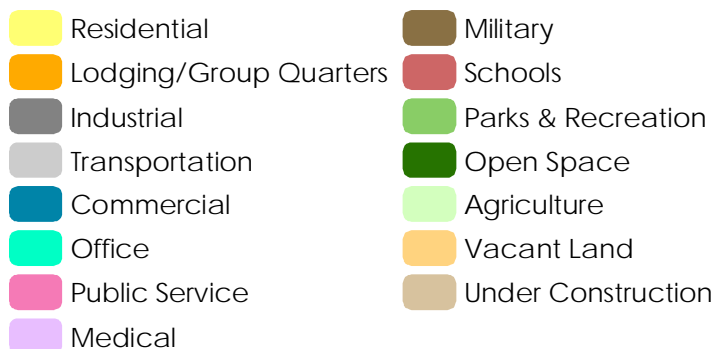 Residential
Lodging/Group Quarters
Industrial
Transportation
Commercial
Office
Public Service
Medical
Military
Schools
Parks & Recreation
Open Space
Agriculture
Vacant Land
Under Construction